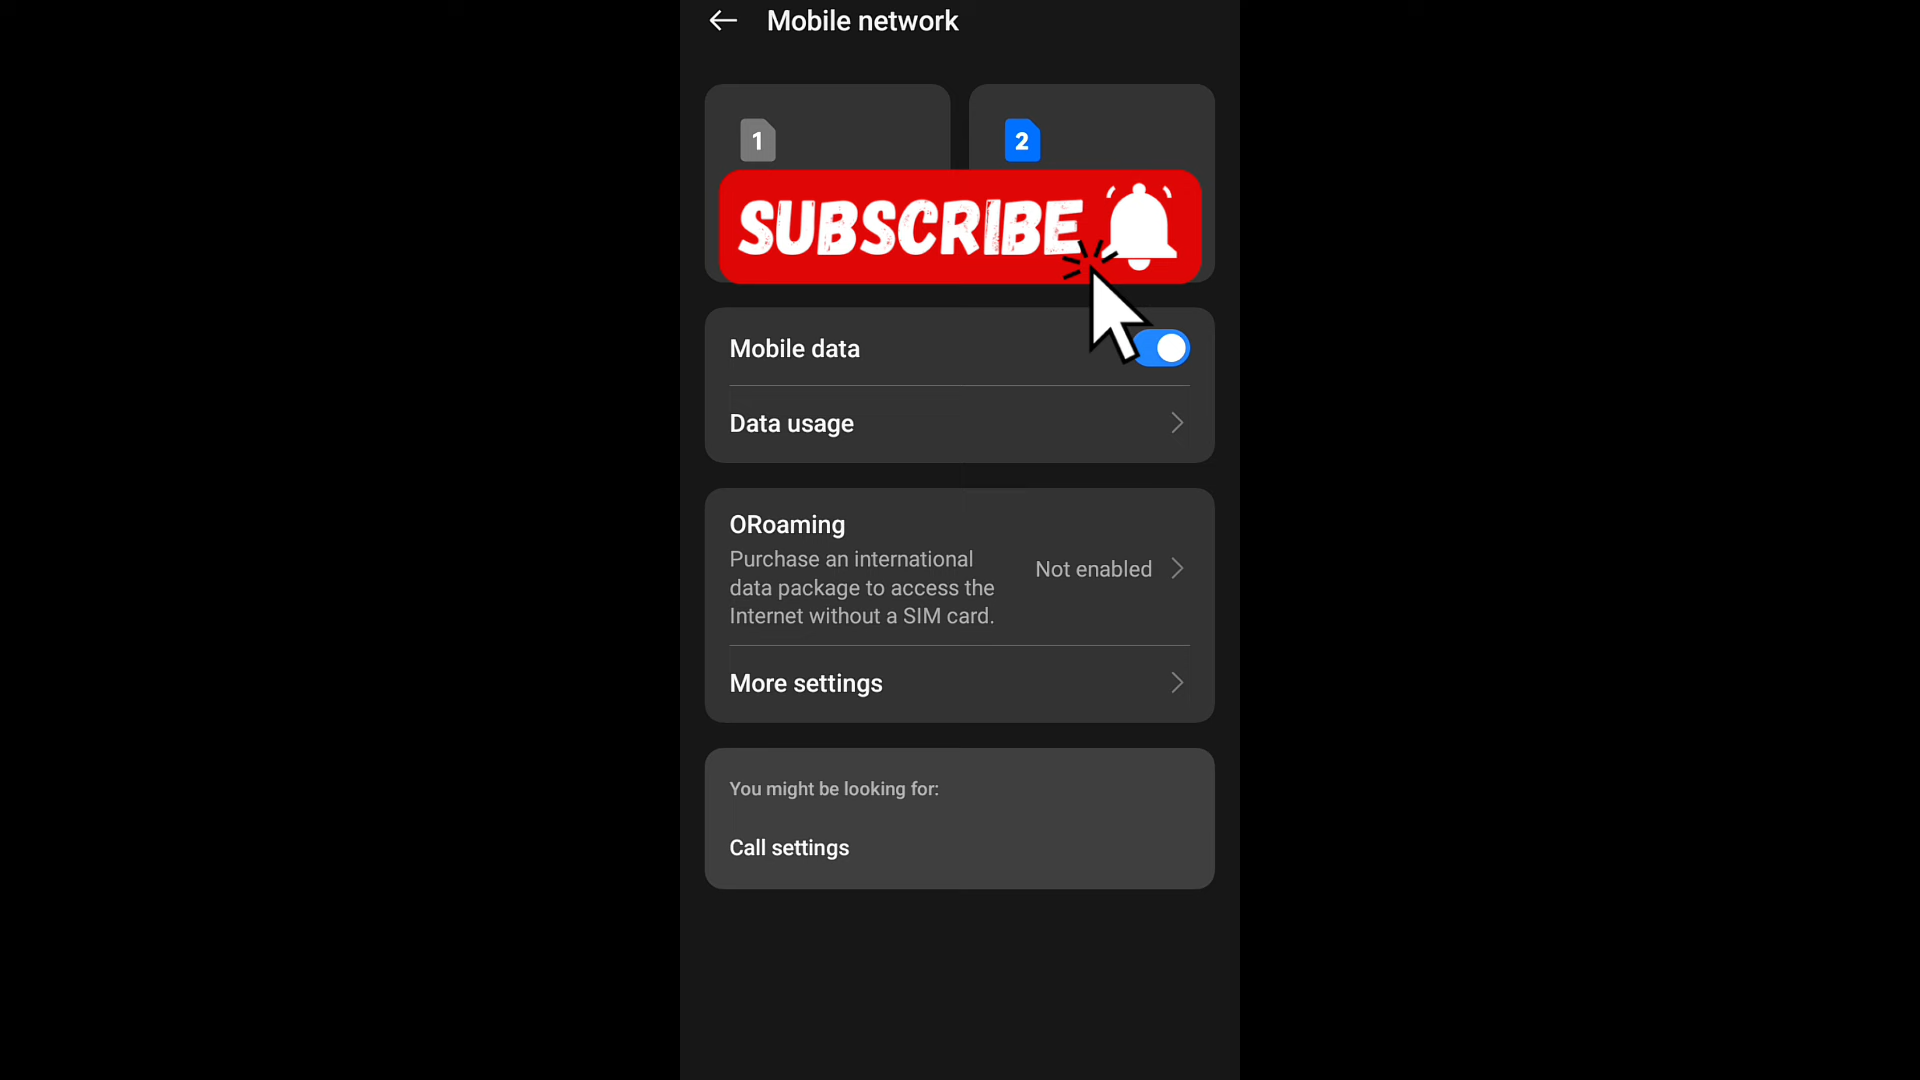 Mobile network
1
2
SUBSCRIBE
Mobile data
Data usage
ORoaming
Purchase an international
data package to access the
Internet without a SIM card.
Not enabled
More settings
You might be looking for:
Call settings